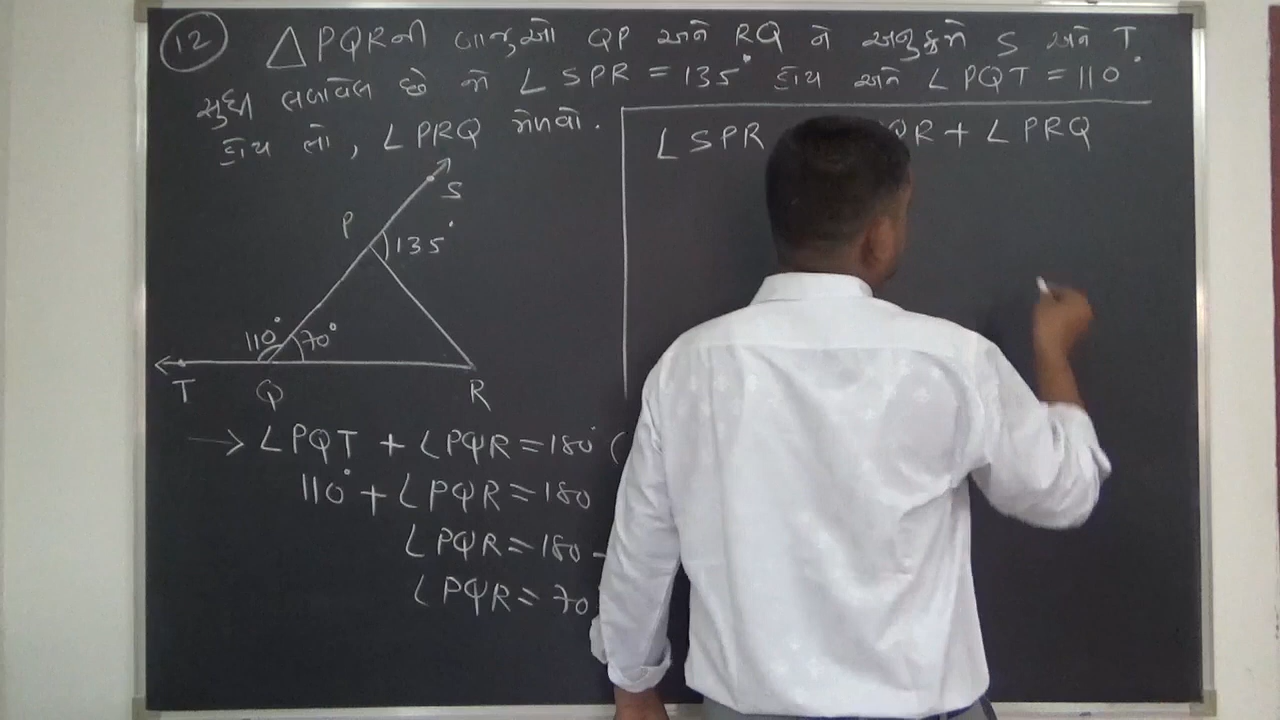 12 △ PQRની બાજુઓ QP અને RQ ને અનુક્રમે S અને T
સુધી લંબાવેલ છે જો ∠SPR = 135° હોય અને ∠PQT = 110°
હોય તો, ∠PRQ મેળવો.
S
P
135°
110° 70°
T Q R
→ ∠PQT + ∠PQR = 180° (
110° + ∠PQR = 180
∠PQR = 180 -
∠PQR = 70
∠SPR QR + ∠PRQ